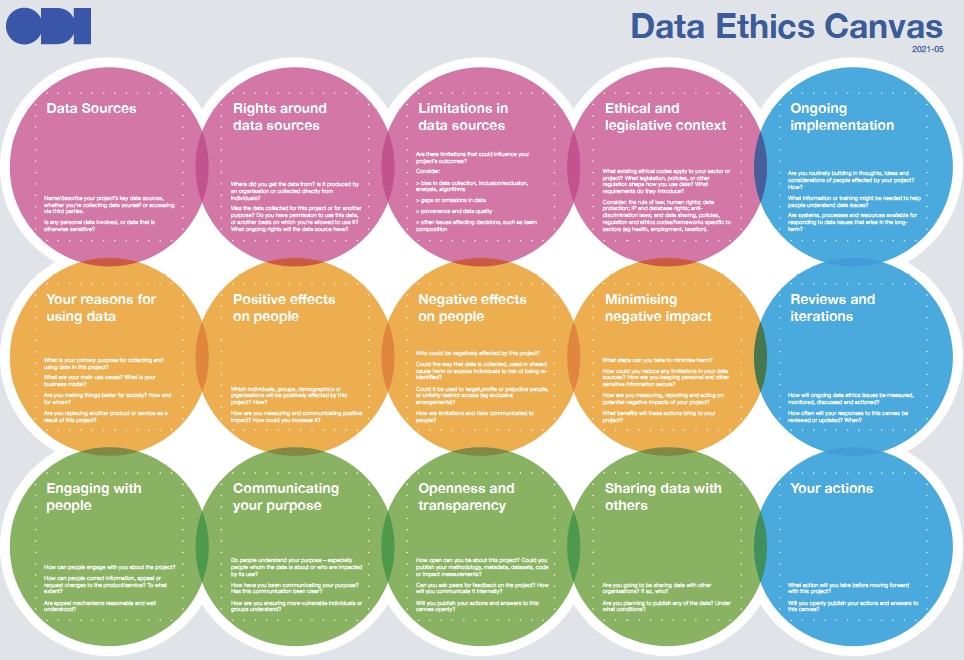 ODI
Data Ethics Canvas
2021-05
Data Sources
Name/describe your project's key data sources,
whether you're collecting data yourself or accessing
via third parties.
Is any personal data involved, or data that is
otherwise sensitive?
Rights around
data sources
Where did you get the data from? Is it produced by
an organisation or collected directly from
individuals?
Was the data collected for this project or for another
purpose? Do you have permission to use this data,
or another basis on which you're allowed to use it?
What ongoing rights will the data source have?
Limitations in
data sources
Are there limitations that could influence your
project's outcomes?
Consider:
> bias in data collection, inclusion/exclusion,
analysis, algorithms
> gaps or omissions in data
> provenance and data quality
> other issues affecting decisions, such as team
composition
Ethical and
legislative context
What existing ethical codes apply to your sector or
project? What legislation, policies, or other
regulation shape how you use data? What
requirements do they introduce?
Consider: the rule of law; human rights; data
protection; IP and database rights; anti-
discrimination laws; and data sharing, policies,
regulation and ethics codes/frameworks specific to
sectors (eg health, employment, taxation).
Ongoing
implementation
Are you routinely building in thoughts, ideas and
considerations of people affected by your project?
How?
What information or training might be needed to help
people understand data issues?
Are systems, processes and resources available for
responding to data issues that arise in the long-
term?
Your reasons for
using data
What is your primary purpose for collecting and
using data in this project?
What are your main use cases? What is your
business model?
Are you making things better for society? How and
for whom?
Are you replacing another product or service as a
result of this project?
Positive effects
on people
Which individuals, groups, demographics or
organisations will be positively affected by this
project? How?
How are you measuring and communicating positive
impact? How could you increase it?
Negative effects
on people
Who could be negatively affected by this project?
Could the way that data is collected, used or shared
cause harm or expose individuals to risk of being re-
identified?
Could it be used to target,profile or prejudice people,
or unfairly restrict access (eg exclusive
arrangements)?
How are limitations and risks communicated to
people?
Minimising
negative impact
What steps can you take to minimise harm?
How could you reduce any limitations in your data
sources? How are you keeping personal and other
sensitive information secure?
How are you measuring, reporting and acting on
potential negative impacts of your project?
What benefits will these actions bring to your
project?
Reviews and
iterations
How will ongoing data ethics issues be measured,
monitored, discussed and actioned?
How often will your responses to this canvas be
reviewed or updated? When?
Engaging with
people
How can people engage with you about the project?
How can people correct information, appeal or
request changes to the product/service? To what
extent?
Are appeal mechanisms reasonable and well
understood?
Communicating
your purpose
Do people understand your purpose – especially
people whom the data is about or who are impacted
by its use?
How have you been communicating your purpose?
Has this communication been clear?
How are you ensuring more vulnerable individuals or
groups understand?
Openness and
transparency
How open can you be about this project? Could you
publish your methodology, metadata, datasets, code
or impact measurements?
Can you ask peers for feedback on the project? How
will you communicate it internally?
Will you publish your actions and answers to this
canvas openly?
Sharing data with
others
Are you going to be sharing data with other
organisations? If so, who?
Are you planning to publish any of the data? Under
what conditions?
Your actions
What action will you take before moving forward
with this project?
Will you openly publish your actions and answers to
this canvas?